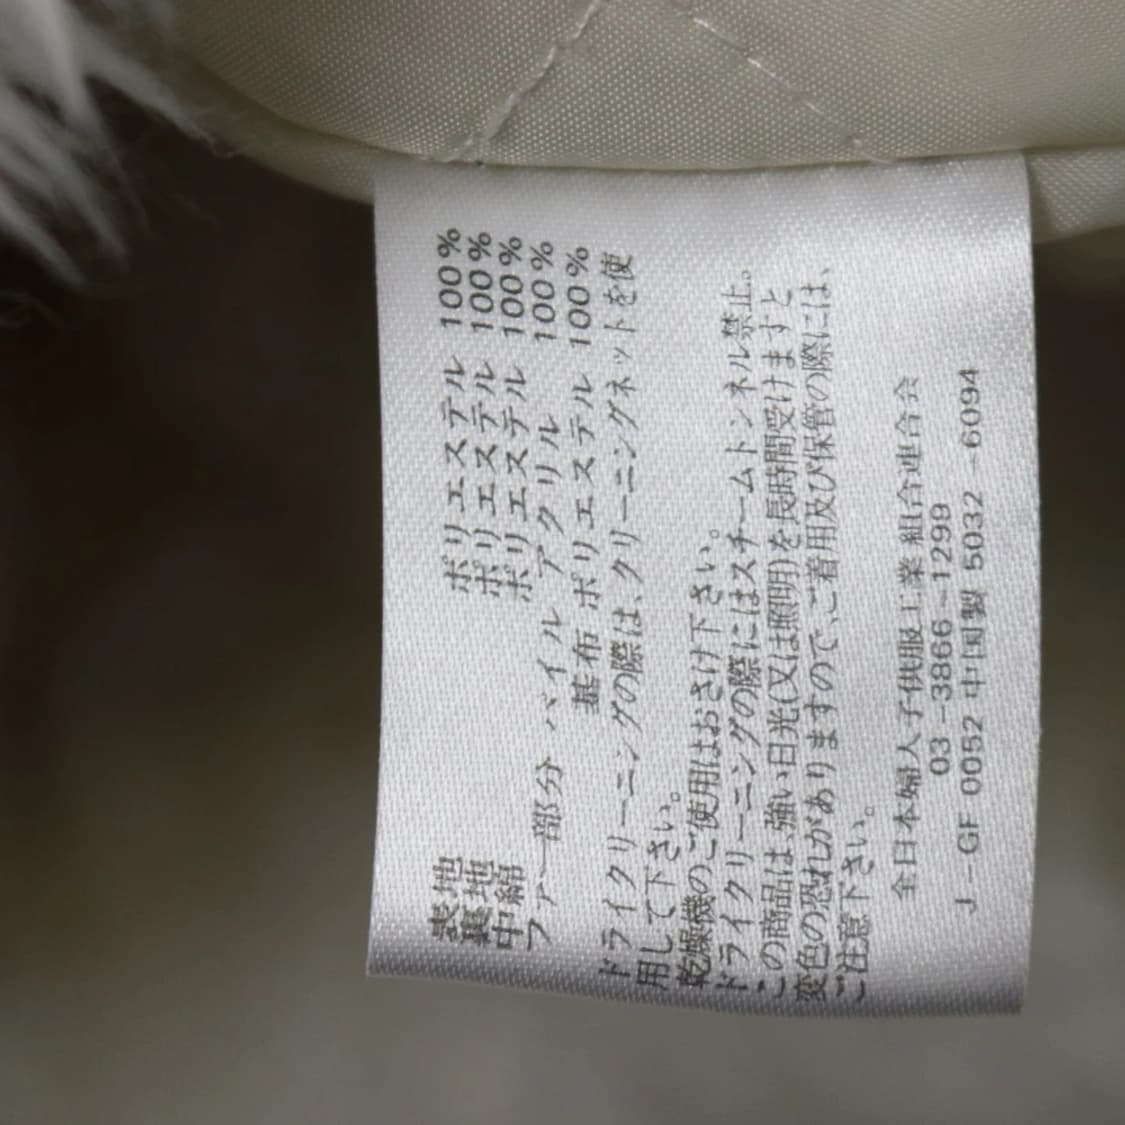 表地 ポリエステル 100%
裏地 ポリエステル 100%
中綿 ポリエステル 100%
ファー部分 パイル アクリル 100%
基布 ポリエステル 100%
ドライクリーニングの際は、クリーニングネットを使
用して下さい。
乾燥機のご使用はおさけ下さい。
ドライクリーニングの際にはスチームトンネル禁止。
この商品は、強い日光(又は照明)を長時間受けますと
変色の恐れがありますので、ご着用及び保管の際には、
ご注意下さい。
全日本婦人子供服工業組合連合会
03-3866-1299
J-GF 0052 中国製 5032-6094